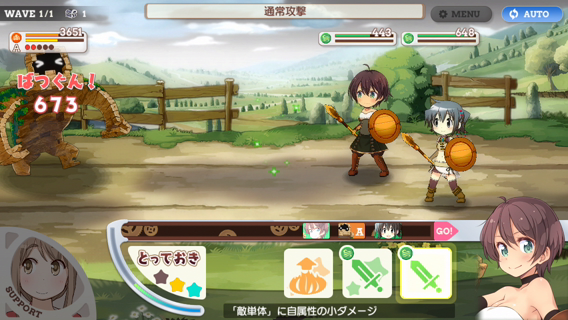 WAVE 1/1 1
通常攻撃
MENU
AUTO
3651
A
443
648
ばつぐん!
673
A
GO!
とっておき
SUPPORT
「敵単体」に自属性の小ダメージ